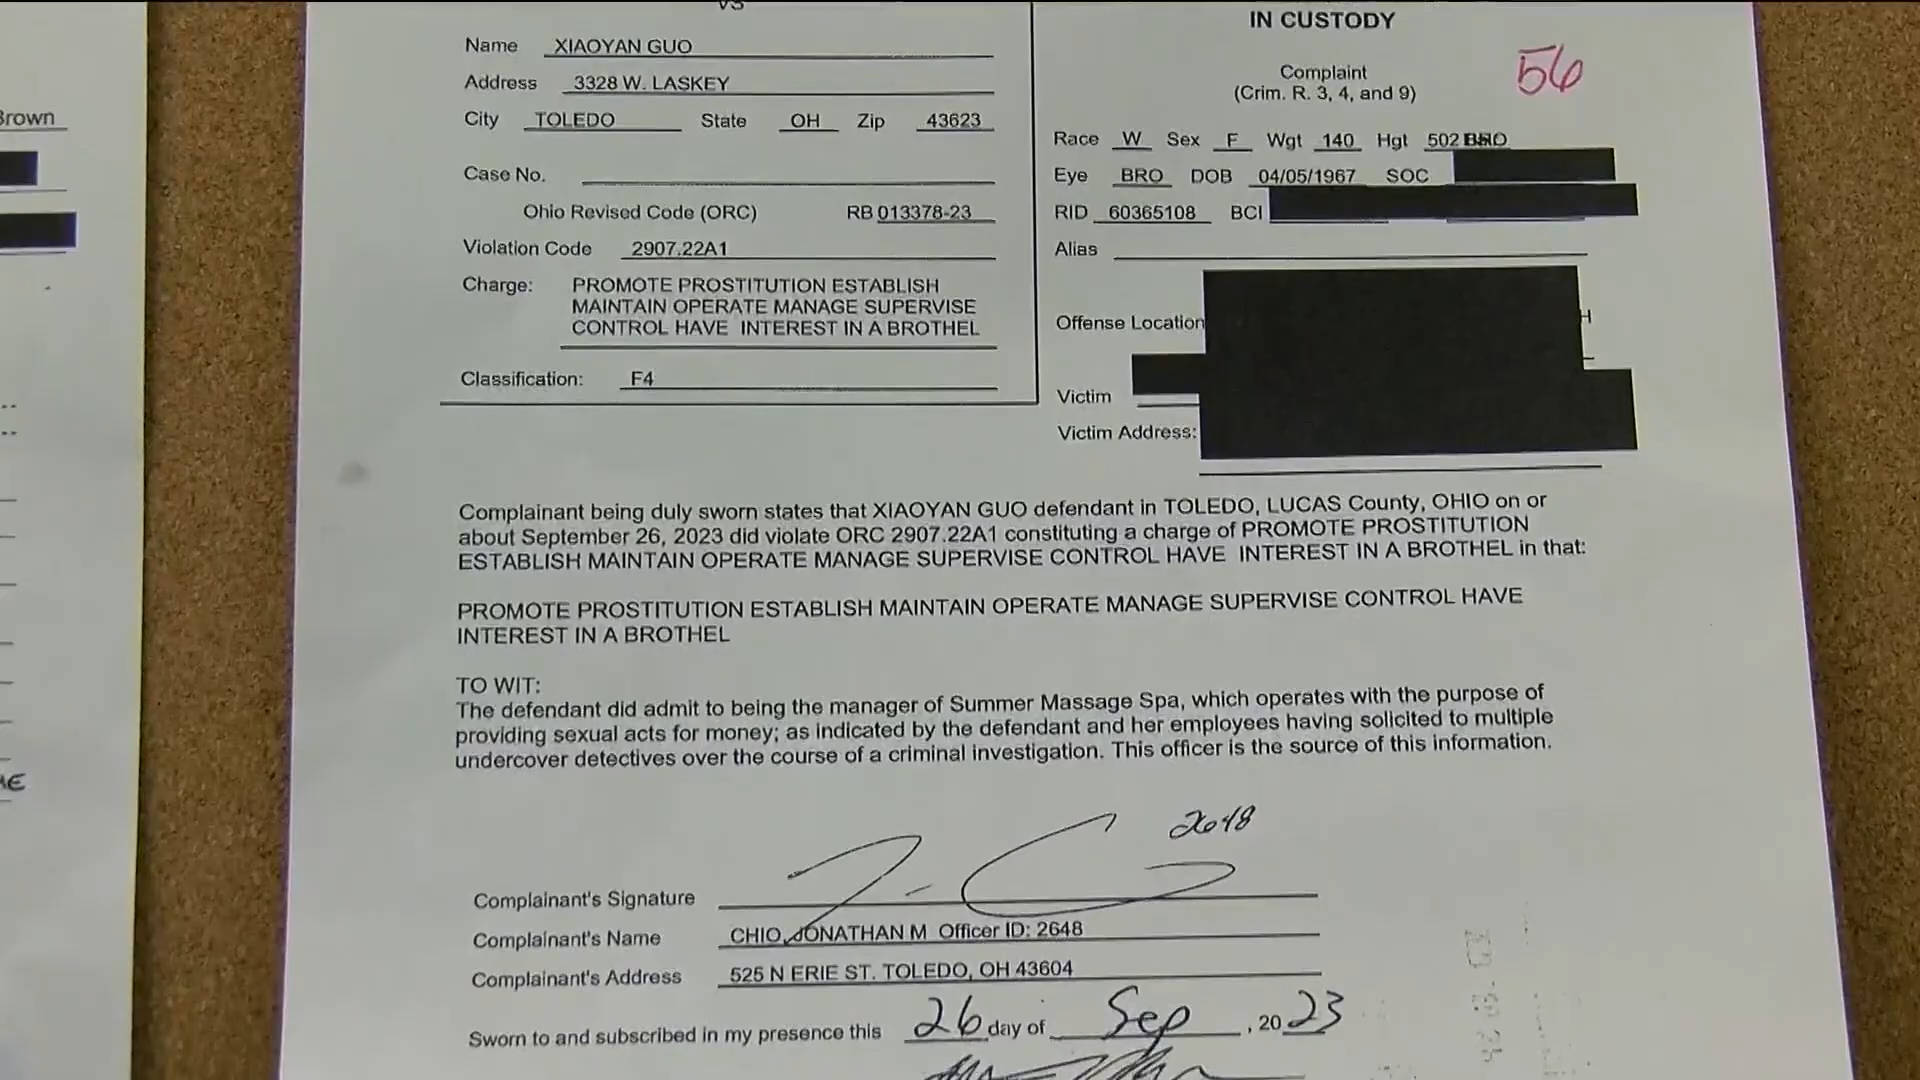 VS
IN CUSTODY
Name XIAOYAN GUO
Address 3328 W. LASKEY
City TOLEDO State OH Zip 43623
Case No.
Ohio Revised Code (ORC) RB 013378-23
Violation Code 2907.22A1
Charge: PROMOTE PROSTITUTION ESTABLISH
MAINTAIN OPERATE MANAGE SUPERVISE
CONTROL HAVE INTEREST IN A BROTHEL
Classification: F4
Complaint
(Crim. R. 3, 4, and 9)
56
Race W Sex F Wgt 140 Hgt 502
Eye BRO DOB 04/05/1967 SOC
RID 60365108 BCI
Alias
Offense Location
H
Victim
Victim Address:
Complainant being duly sworn states that XIAOYAN GUO defendant in TOLEDO, LUCAS County, OHIO on or
about September 26, 2023 did violate ORC 2907.22A1 constituting a charge of PROMOTE PROSTITUTION
ESTABLISH MAINTAIN OPERATE MANAGE SUPERVISE CONTROL HAVE INTEREST IN A BROTHEL in that:
PROMOTE PROSTITUTION ESTABLISH MAINTAIN OPERATE MANAGE SUPERVISE CONTROL HAVE
INTEREST IN A BROTHEL
TO WIT:
The defendant did admit to being the manager of Summer Massage Spa, which operates with the purpose of
providing sexual acts for money; as indicated by the defendant and her employees having solicited to multiple
undercover detectives over the course of a criminal investigation. This officer is the source of this information.
2648
Complainant's Signature
Complainant's Name CHIO, JONATHAN M Officer ID: 2648
Complainant's Address 525 N ERIE ST. TOLEDO, OH 43604
Sworn to and subscribed in my presence this 26 day of Sep , 20 23
Brown